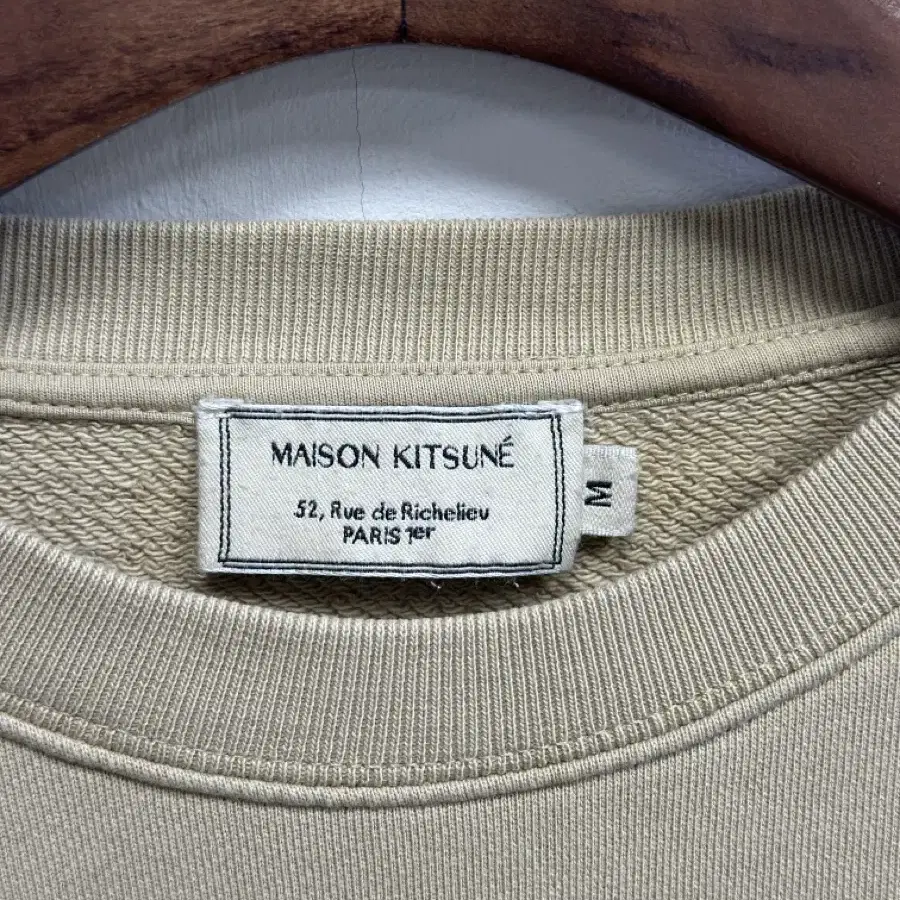 MAISON KITSUNÉ
52, Rue de Richelieu
PARIS 1er
M